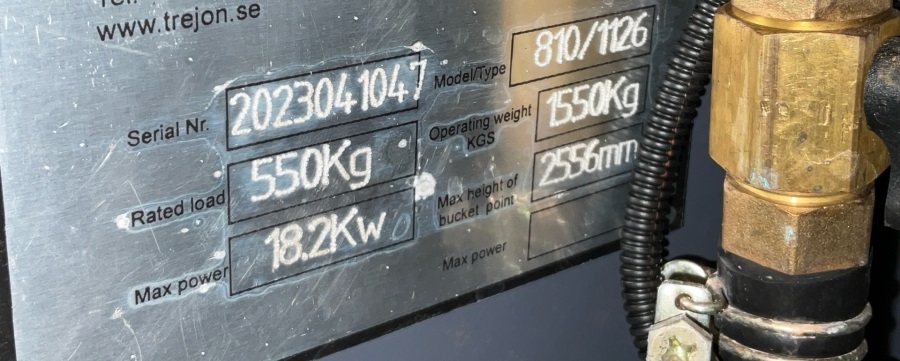 www.trejon.se
Serial Nr. 2023041047
Rated load 550Kg
Max power 18.2Kw
Model/Type 810/1126
Operating weight KGS 1550Kg
Max height of bucket point 2556mm
Max power